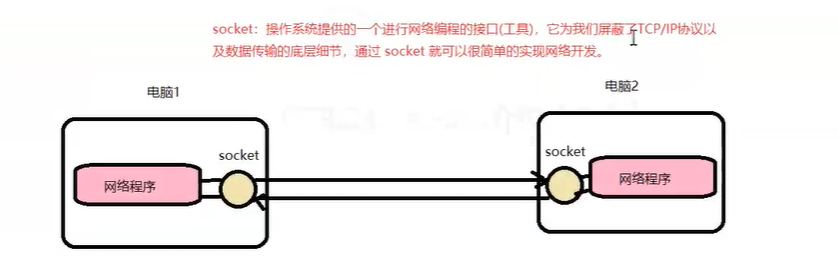 socket：操作系统提供的一个进行网络编程的接口(工具)，它为我们屏蔽了TCP/IP协议以
及数据传输的底层细节，通过 socket 就可以很简单的实现网络开发。
电脑1
电脑2
socket
socket
网络程序
网络程序